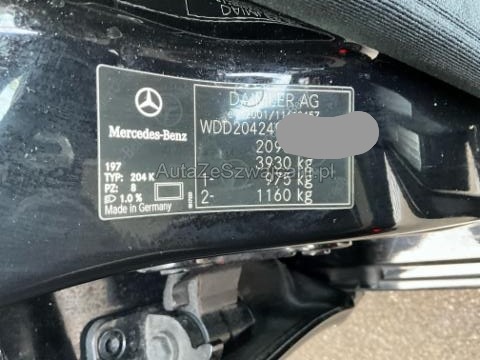 DAIMLER AG
Mercedes-Benz
WDD20424
209
3930 kg
197
TYP: 204 K
1- 975 kg
PZ: 8
2- 1160 kg
1.0 %
Made in Germany
AutaZeSzwajcarii.pl